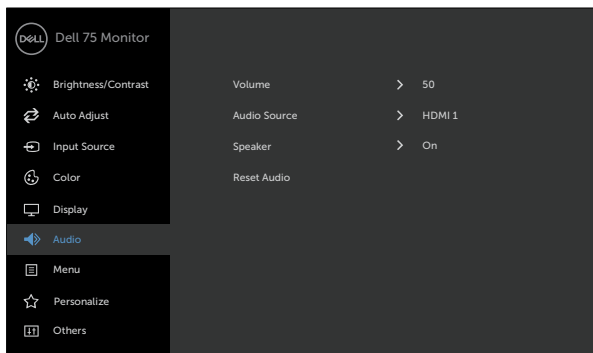 DELL Dell 75 Monitor
Brightness/Contrast
Auto Adjust
Input Source
Color
Display
Audio
Menu
Personalize
Others
Volume > 50
Audio Source > HDMI 1
Speaker > On
Reset Audio